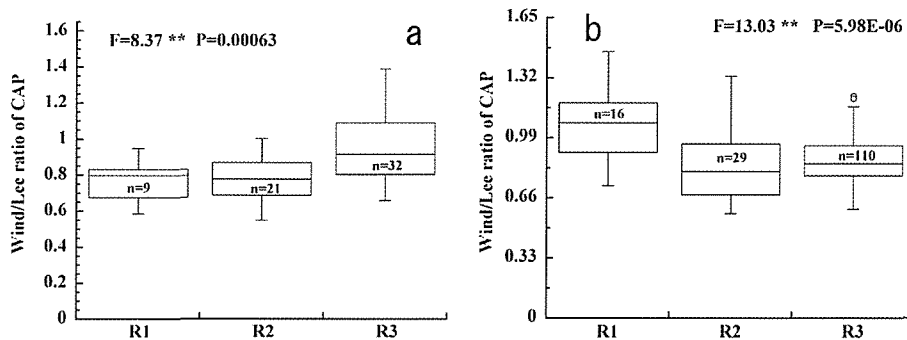 F=8.37 ** P=0.00063
a
Wind/Lee ratio of CAP
1.6
1.4
1.2
1
0.8
0.6
0.4
0.2
0
n=9
n=21
n=32
R1
R2
R3
b
F=13.03 ** P=5.98E-06
Wind/Lee ratio of CAP
1.65
1.32
0.99
0.66
0.33
0
n=16
n=29
n=110
R1
R2
R3